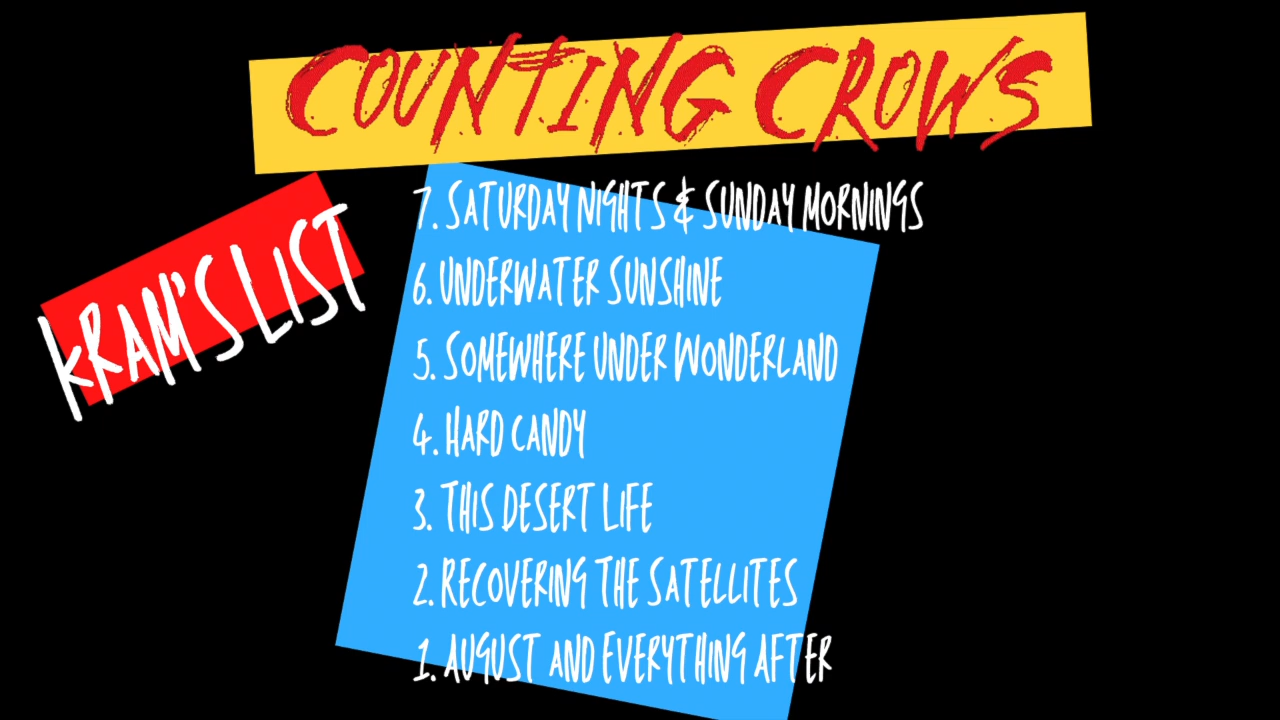 COUNTING CROWS
KRAM'S LIST
7. SATURDAY NIGHTS & SUNDAY MORNINGS
6. UNDERWATER SUNSHINE
5. SOMEWHERE UNDER WONDERLAND
4. HARD CANDY
3. THIS DESERT LIFE
2. RECOVERING THE SATELLITES
1. AUGUST AND EVERYTHING AFTER